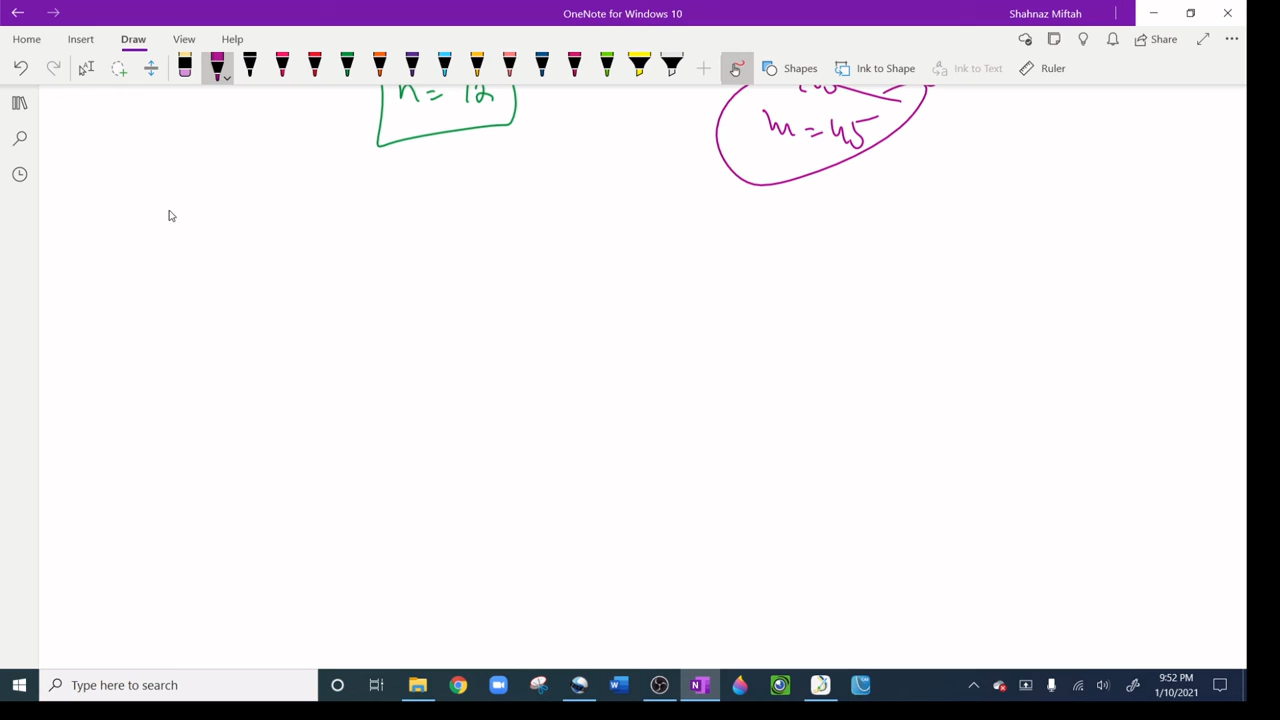 OneNote for Windows 10
Shahnaz Miftah
Home Insert Draw View Help
Share
Shapes
Ink to Shape
Ink to Text
Ruler
n = 12
m = 45
Type here to search
9:52 PM
1/10/2021